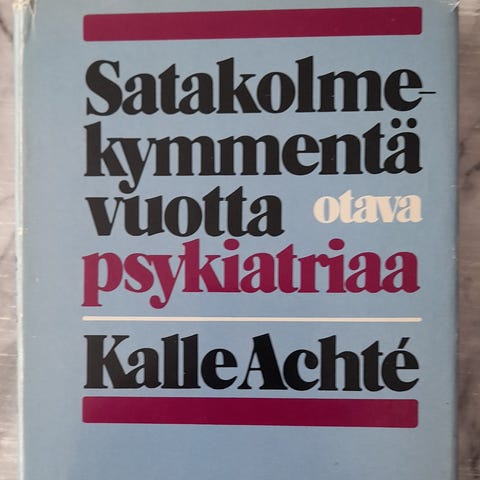 Satakolme-
kymmentä
vuotta otava
psykiatriaa
Kalle Achté